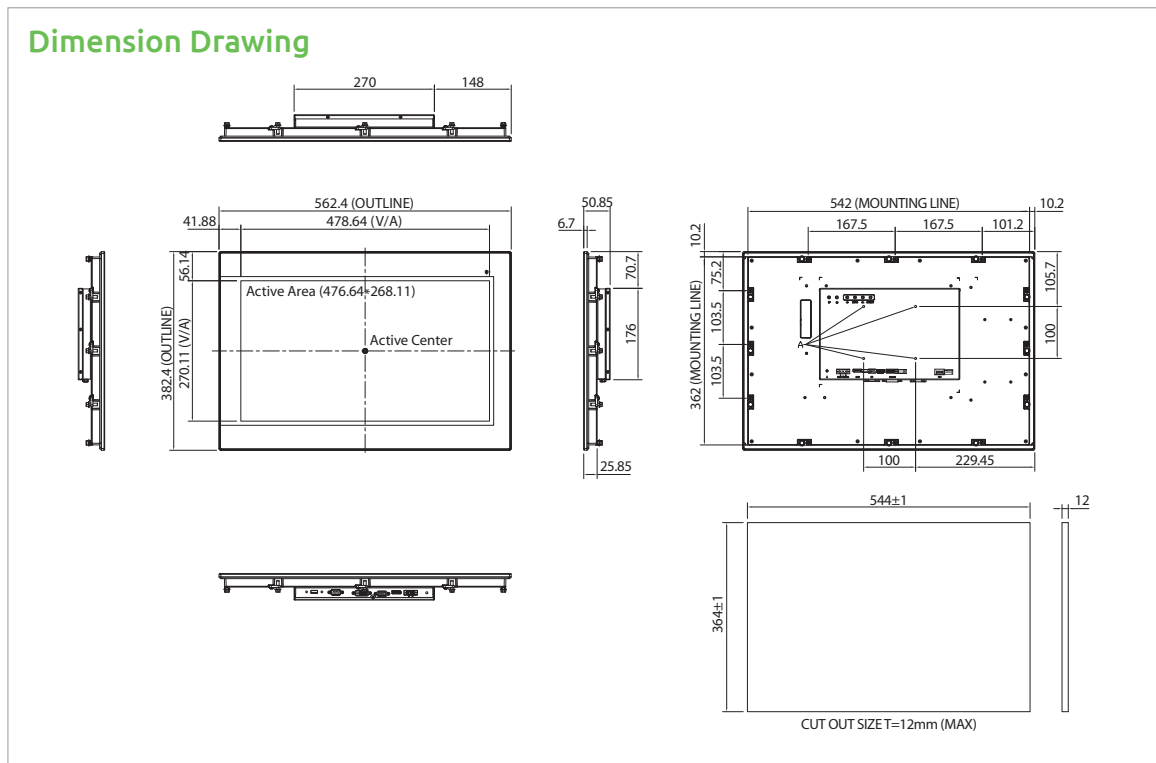 Dimension Drawing
270
148
562.4 (OUTLINE)
41.88
478.64 (V/A)
56.14
382.4 (OUTLINE)
270.11 (V/A)
Active Area (476.64*268.11)
Active Center
50.85
6.7
70.7
176
25.85
542 (MOUNTING LINE)
10.2
167.5
167.5
101.2
10.2
75.2
103.5
103.5
362 (MOUNTING LINE)
A
105.7
100
100
229.45
544±1
12
364±1
CUT OUT SIZE T=12mm (MAX)